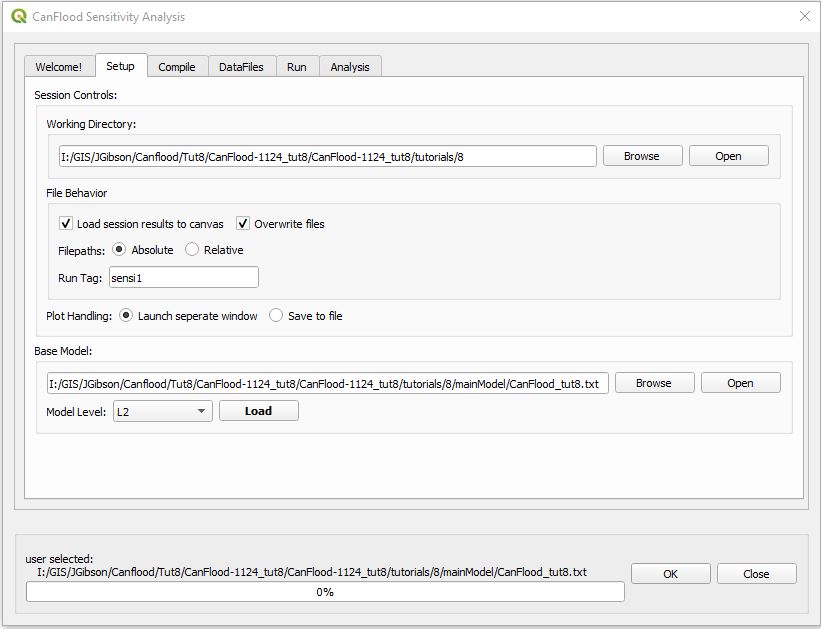 CanFlood Sensitivity Analysis
Welcome! Setup Compile DataFiles Run Analysis
Session Controls:
Working Directory:
I:/GIS/JGibson/Canflood/Tut8/CanFlood-1124_tut8/CanFlood-1124_tut8/tutorials/8 Browse Open
File Behavior
Load session results to canvas Overwrite files
Filepaths: Absolute Relative
Run Tag: sensi1
Plot Handling: Launch seperate window Save to file
Base Model:
I:/GIS/JGibson/Canflood/Tut8/CanFlood-1124_tut8/CanFlood-1124_tut8/tutorials/8/mainModel/CanFlood_tut8.txt Browse Open
Model Level: L2 Load
user selected:
I:/GIS/JGibson/Canflood/Tut8/CanFlood-1124_tut8/CanFlood-1124_tut8/tutorials/8/mainModel/CanFlood_tut8.txt
OK Close
0%